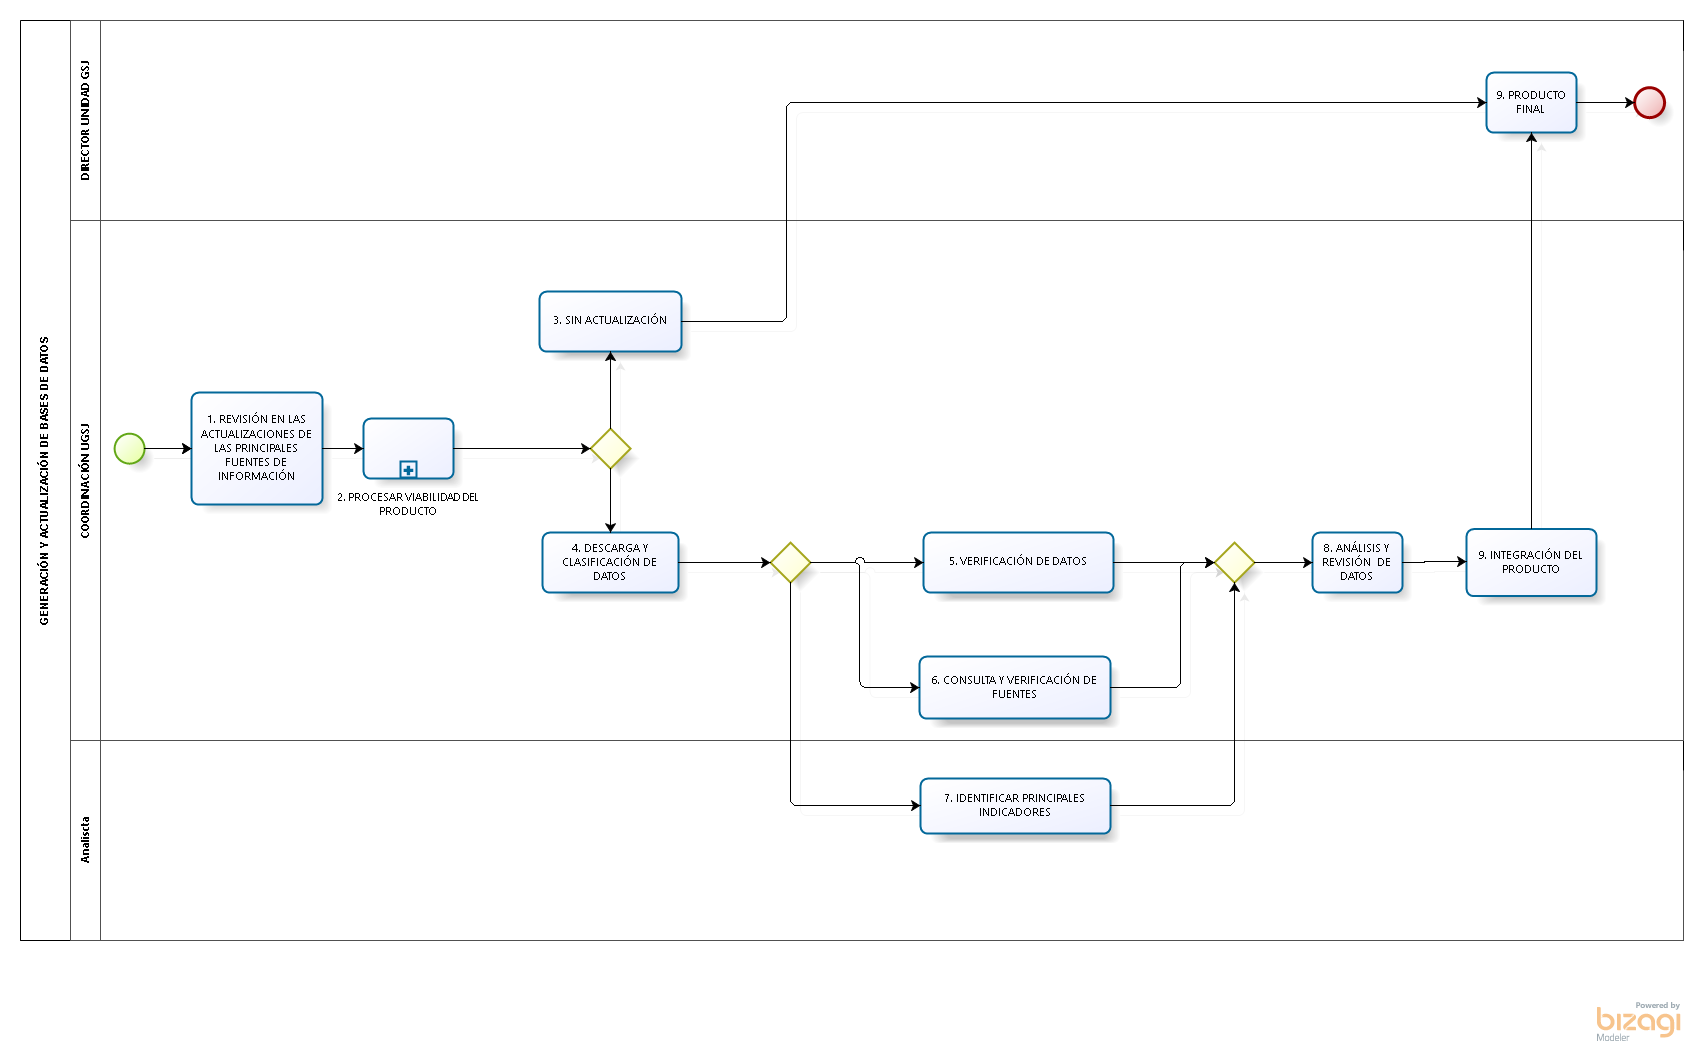 GENERACIÓN Y ACTUALIZACIÓN DE BASES DE DATOS
DIRECTOR UNIDAD GSJ
9. PRODUCTO
FINAL
COORDINACIÓN UGSJ
3. SIN ACTUALIZACIÓN
1. REVISIÓN EN LAS
ACTUALIZACIONES DE
LAS PRINCIPALES
FUENTES DE
INFORMACIÓN
2. PROCESAR VIABILIDAD DEL
PRODUCTO
4. DESCARGA Y
CLASIFICACIÓN DE
DATOS
5. VERIFICACIÓN DE DATOS
8. ANÁLISIS Y
REVISIÓN DE
DATOS
9. INTEGRACIÓN DEL
PRODUCTO
6. CONSULTA Y VERIFICACIÓN DE
FUENTES
Analiscta
7. IDENTIFICAR PRINCIPALES
INDICADORES
Powered by
bizagi
Modeler